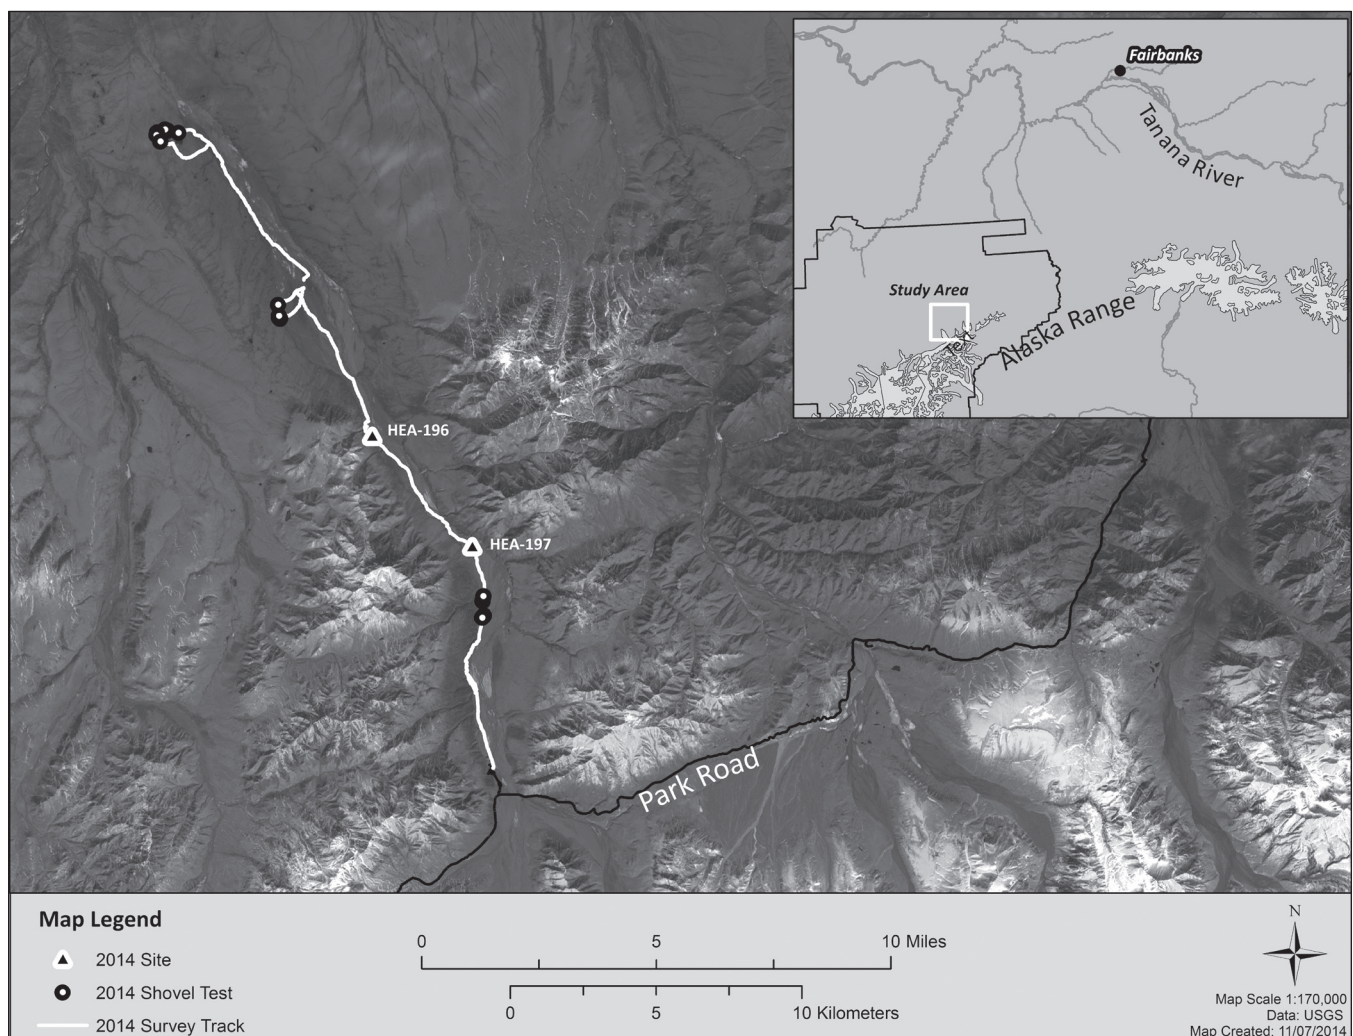 Fairbanks
Tanana River
Study Area
Alaska Range
HEA-196
HEA-197
Park Road
Map Legend
2014 Site
2014 Shovel Test
2014 Survey Track
0 5 10 Miles
0 5 10 Kilometers
N
Map Scale 1:170,000
Data: USGS
Map Created: 11/07/2014